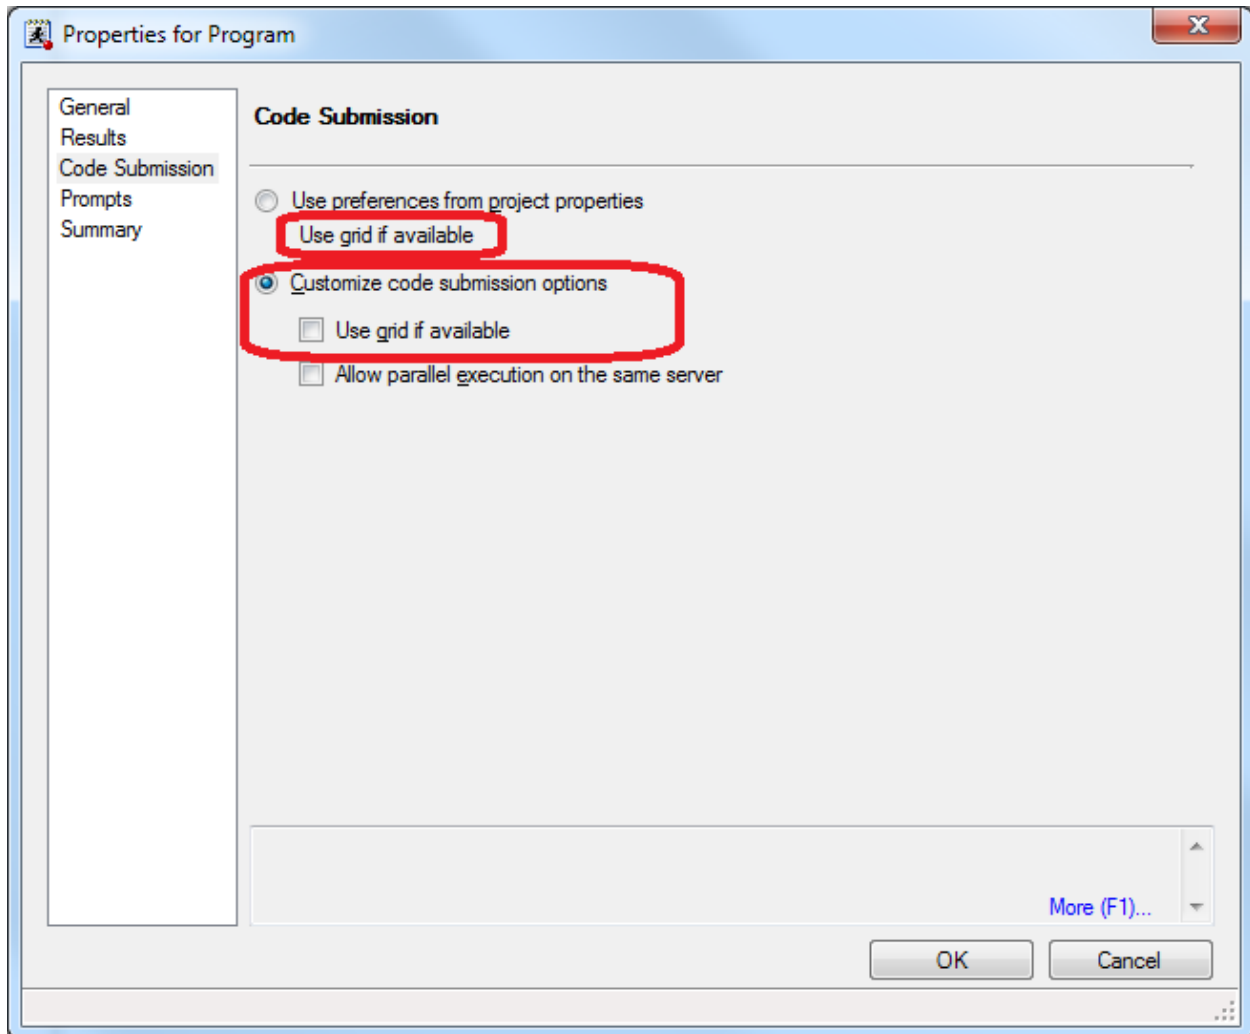 Properties for Program
General
Results
Code Submission
Prompts
Summary
Code Submission
Use preferences from project properties
Use grid if available
Customize code submission options
Use grid if available
Allow parallel execution on the same server
More (F1)...
OK
Cancel